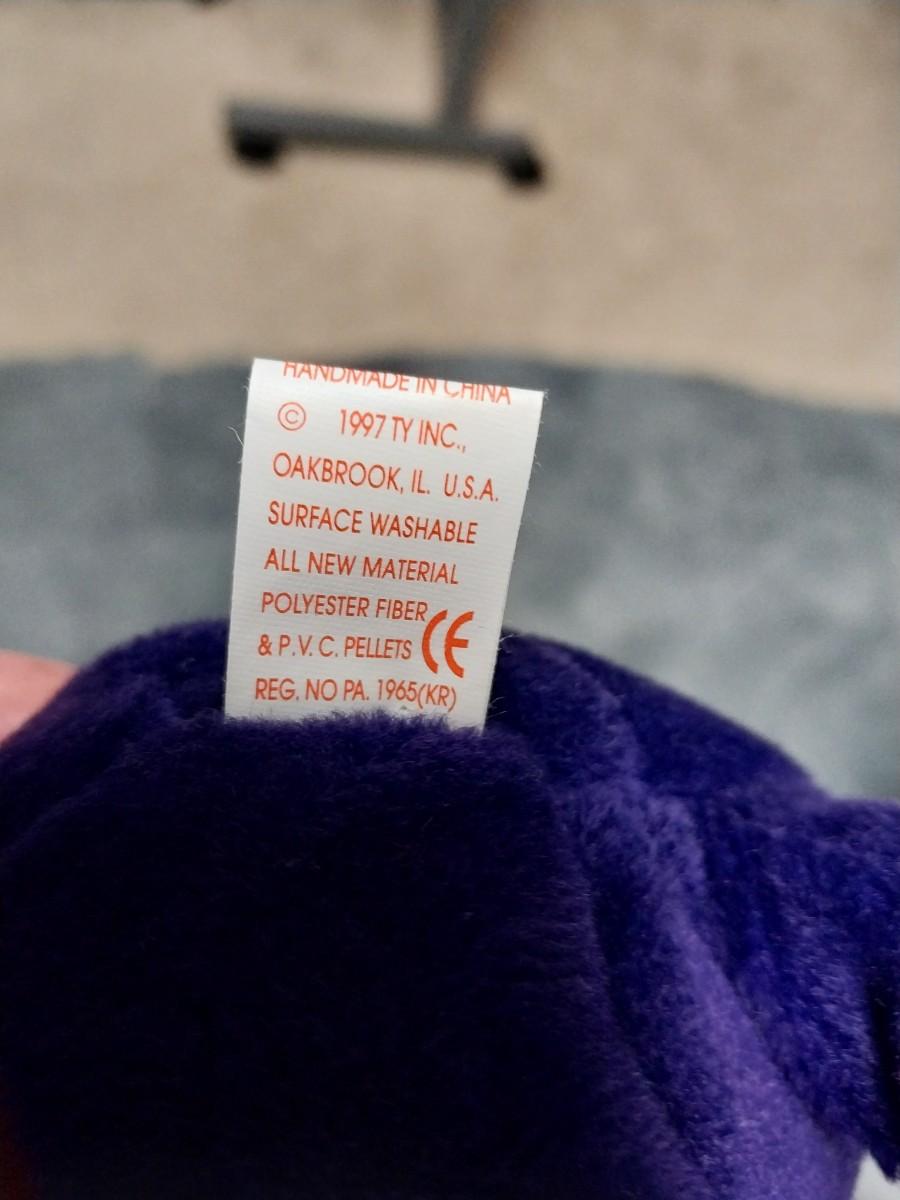 HANDMADE IN CHINA
© 1997 TY INC.,
OAKBROOK, IL. U.S.A.
SURFACE WASHABLE
ALL NEW MATERIAL
POLYESTER FIBER
& P.V.C. PELLETS CE
REG. NO PA. 1965(KR)